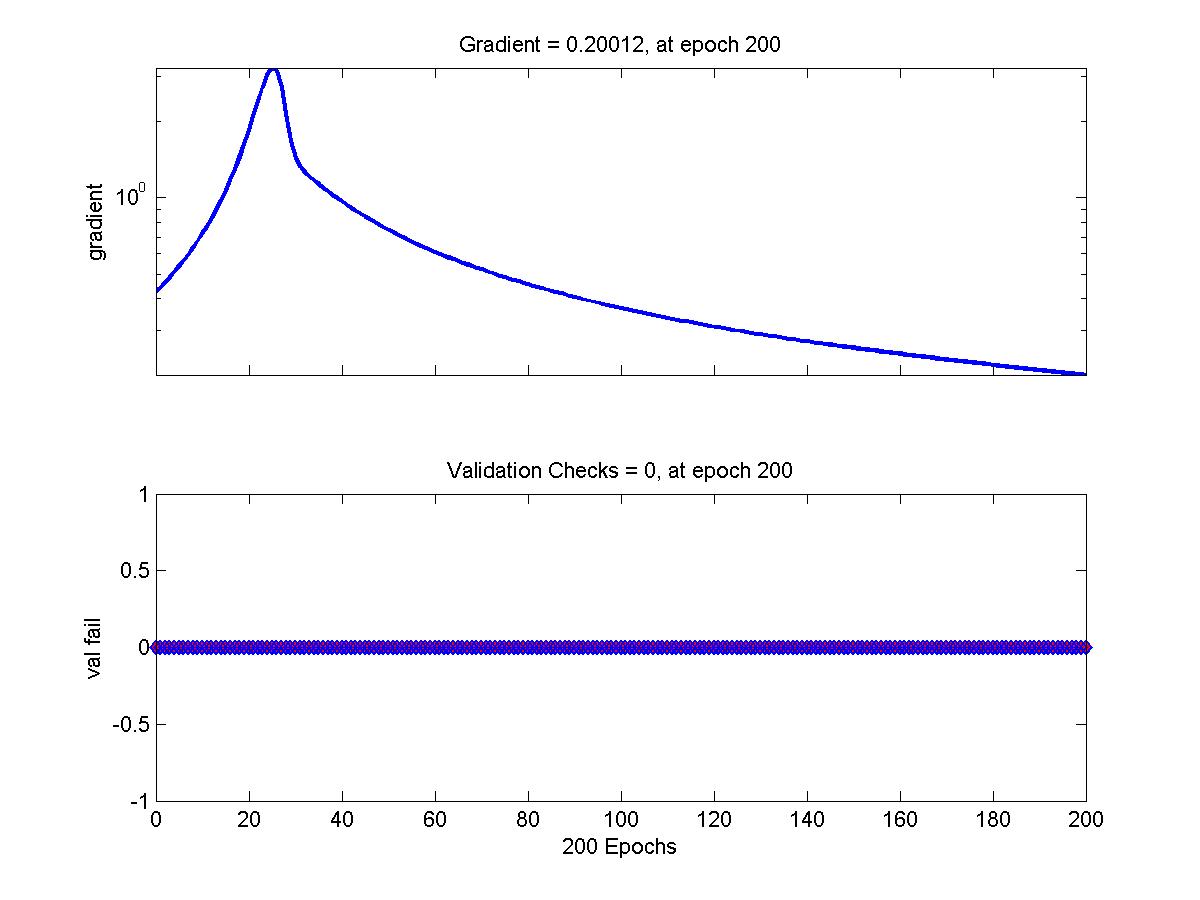 Gradient = 0.20012, at epoch 200
gradient
10^0
Validation Checks = 0, at epoch 200
val fail
1
0.5
0
-0.5
-1
0 20 40 60 80 100 120 140 160 180 200
200 Epochs